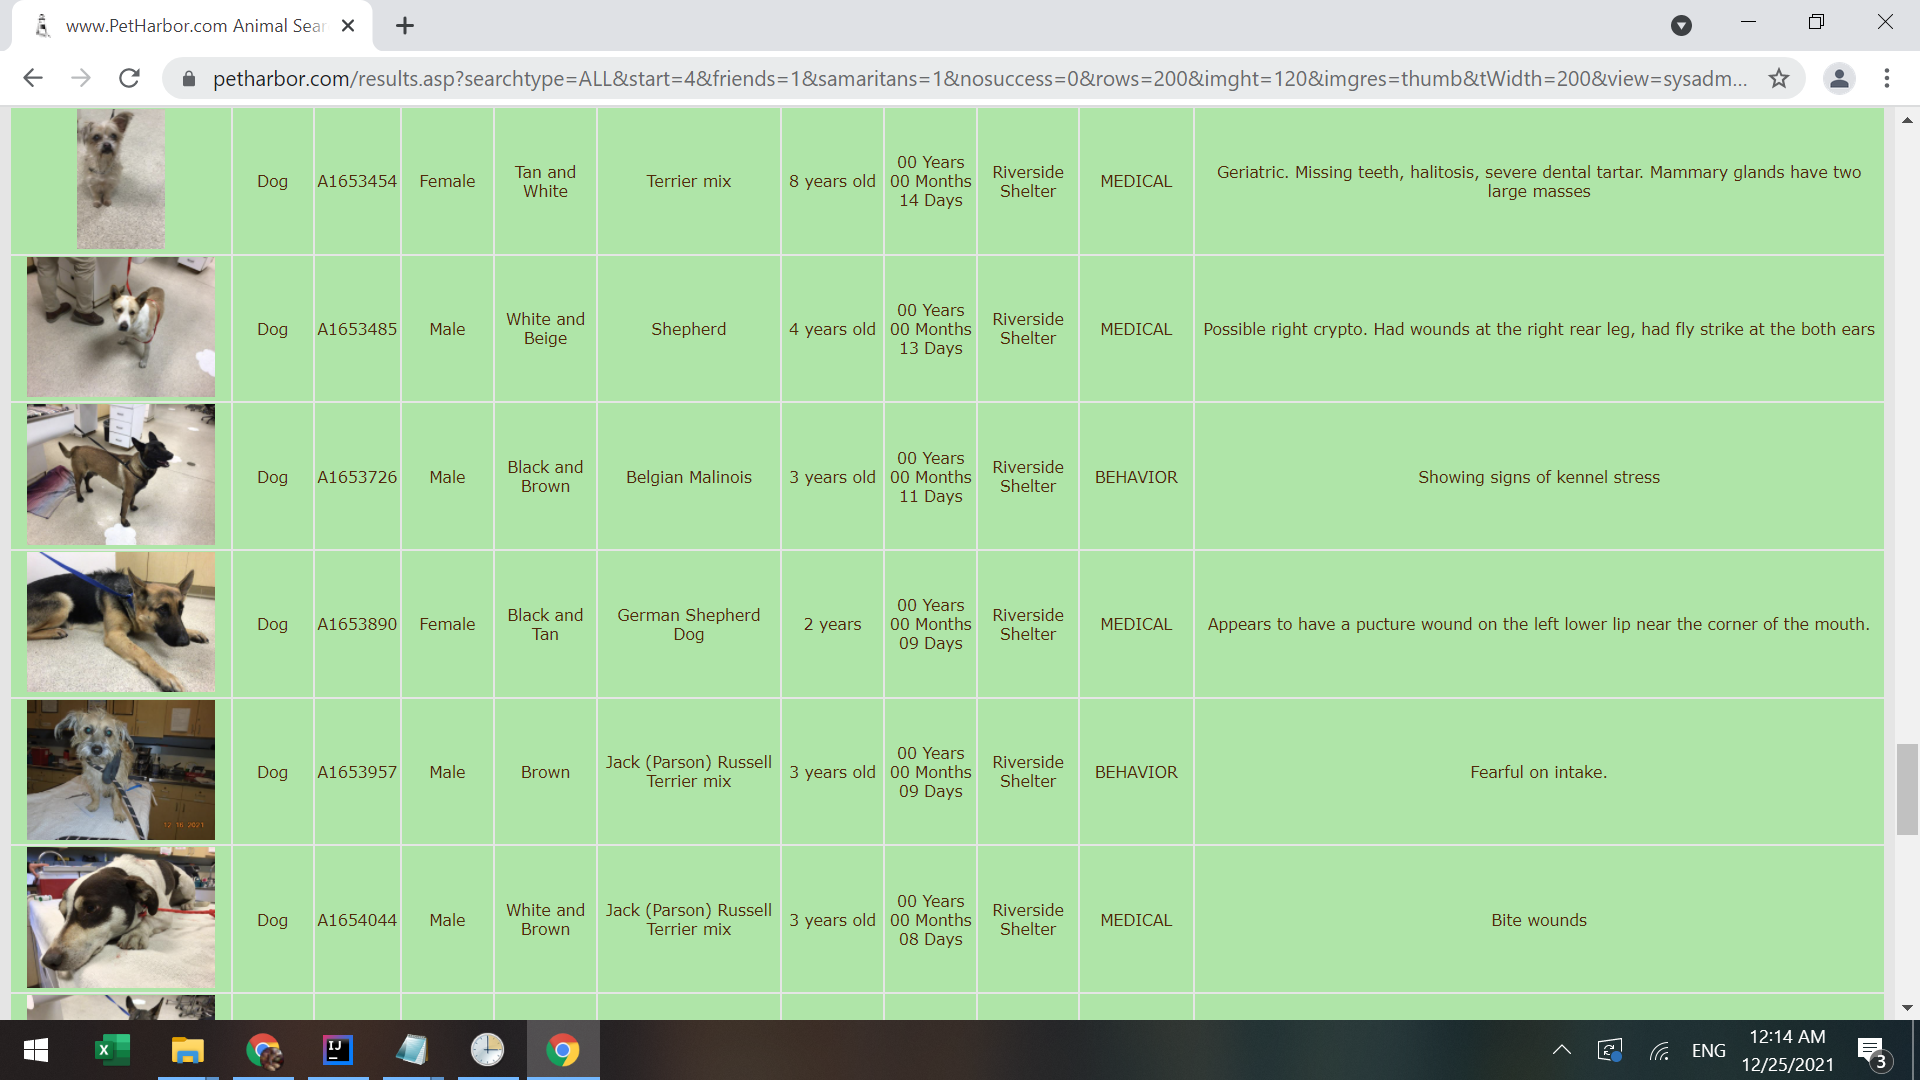 www.PetHarbor.com Animal Sear
petharbor.com/results.asp?searchtype=ALL&start=4&friends=1&samaritans=1&nosuccess=0&rows=200&imght=120&imgres=thumb&tWidth=200&view=sysadm...
Dog
A1653454
Female
Tan and
White
Terrier mix
8 years old
00 Years
00 Months
14 Days
Riverside
Shelter
MEDICAL
Geriatric. Missing teeth, halitosis, severe dental tartar. Mammary glands have two
large masses
Dog
A1653485
Male
White and
Beige
Shepherd
4 years old
00 Years
00 Months
13 Days
Riverside
Shelter
MEDICAL
Possible right crypto. Had wounds at the right rear leg, had fly strike at the both ears
Dog
A1653726
Male
Black and
Brown
Belgian Malinois
3 years old
00 Years
00 Months
11 Days
Riverside
Shelter
BEHAVIOR
Showing signs of kennel stress
Dog
A1653890
Female
Black and
Tan
German Shepherd
Dog
2 years
00 Years
00 Months
09 Days
Riverside
Shelter
MEDICAL
Appears to have a pucture wound on the left lower lip near the corner of the mouth.
12-16-2021
Dog
A1653957
Male
Brown
Jack (Parson) Russell
Terrier mix
3 years old
00 Years
00 Months
09 Days
Riverside
Shelter
BEHAVIOR
Fearful on intake.
Dog
A1654044
Male
White and
Brown
Jack (Parson) Russell
Terrier mix
3 years old
00 Years
00 Months
08 Days
Riverside
Shelter
MEDICAL
Bite wounds
X
IJ
ENG
12:14 AM
12/25/2021
3